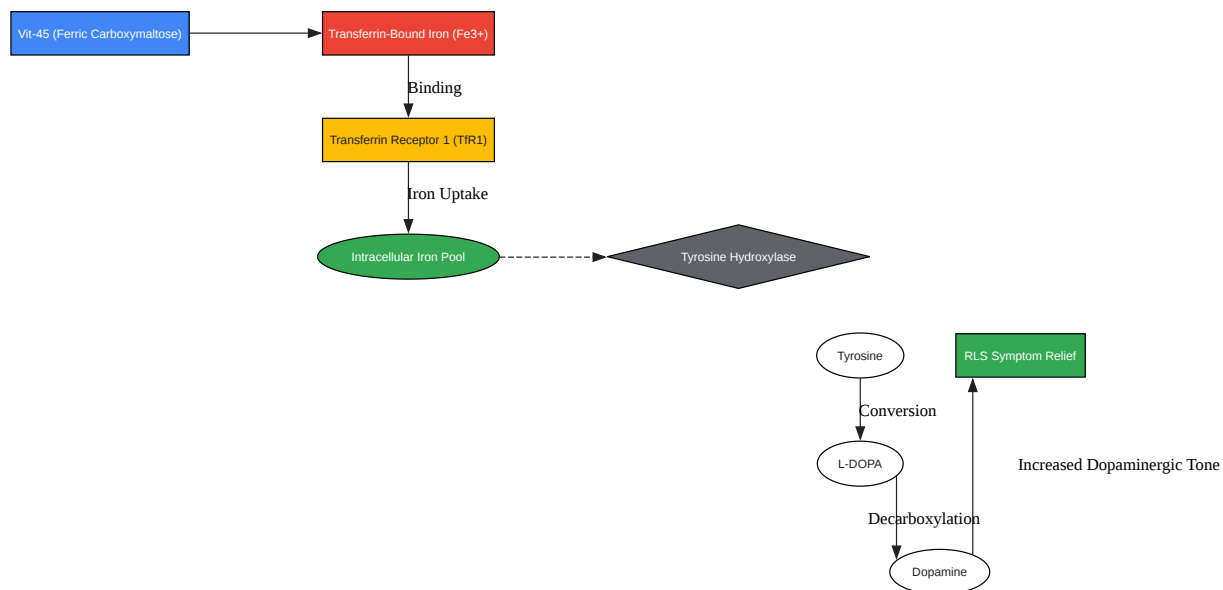 Vit-45 (Ferric Carboxymaltose)
Transferrin-Bound Iron (Fe3+)
Binding
Transferrin Receptor 1 (TfR1)
Iron Uptake
Intracellular Iron Pool
Tyrosine Hydroxylase
Tyrosine
RLS Symptom Relief
Conversion
L-DOPA
Increased Dopaminergic Tone
Decarboxylation
Dopamine